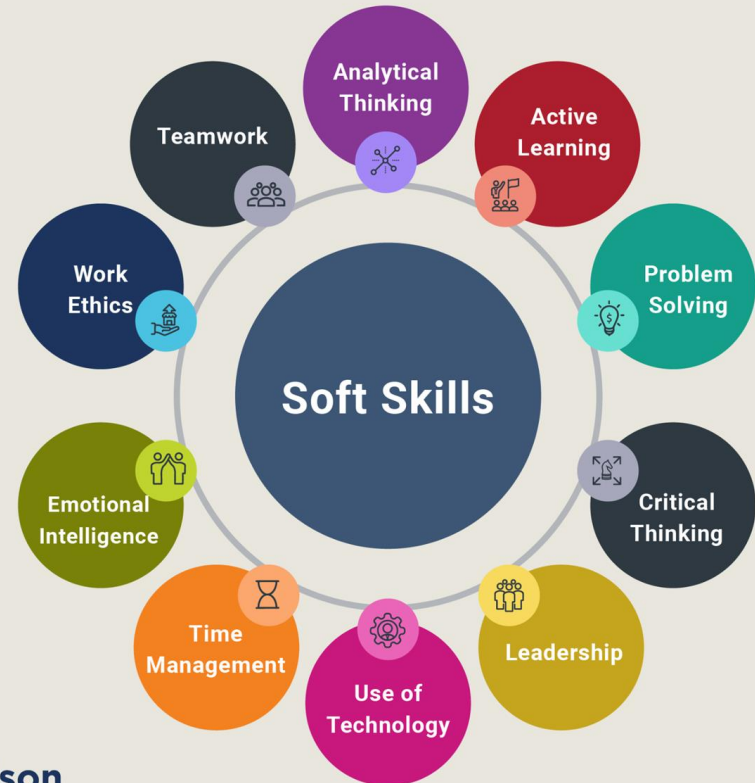 Analytical
Thinking
Active
Learning
Problem
Solving
Critical
Thinking
Leadership
Use of
Technology
Time
Management
Emotional
Intelligence
Work
Ethics
Teamwork
Soft Skills
son